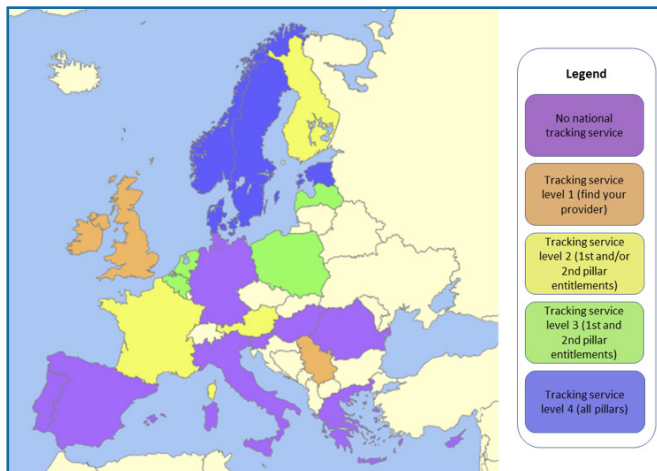 Legend
No national
tracking service
Tracking service
level 1 (find your
provider)
Tracking service
level 2 (1st and/or
2nd pillar
entitlements)
Tracking service
level 3 (1st and
2nd pillar
entitlements)
Tracking service
level 4 (all pillars)